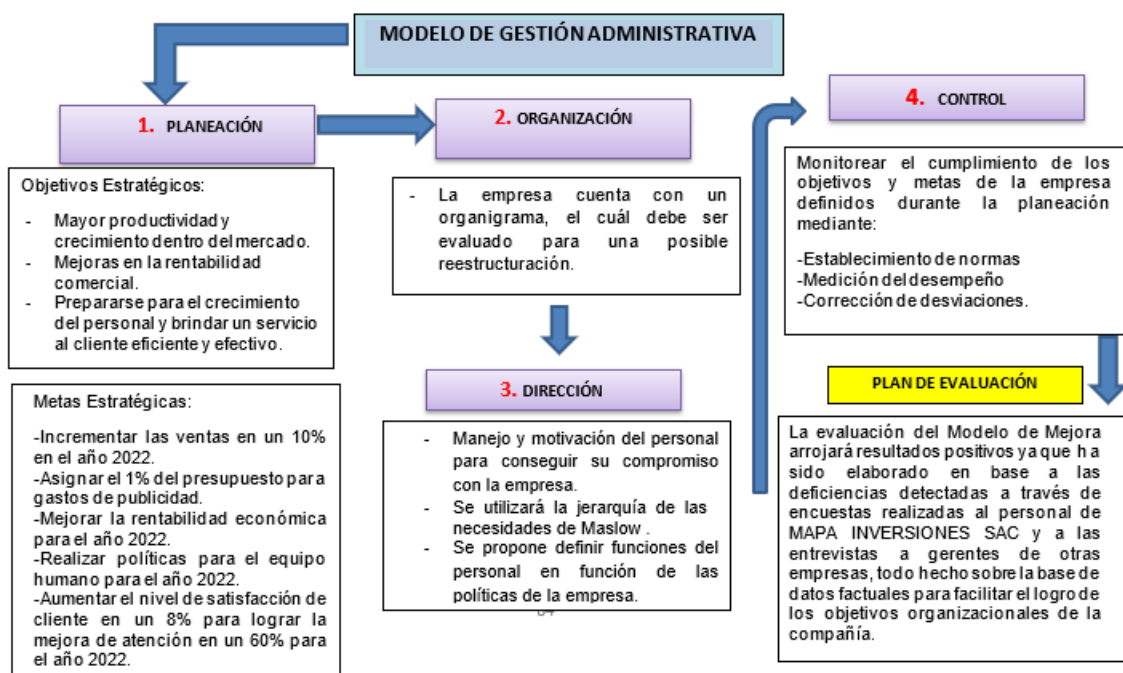 MODELO DE GESTIÓN ADMINISTRATIVA
1. PLANEACIÓN
Objetivos Estratégicos:
- Mayor productividad y
crecimiento dentro del mercado.
- Mejoras en la rentabilidad
comercial.
- Prepararse para el crecimiento
del personal y brindar un servicio
al cliente eficiente y efectivo.
Metas Estratégicas:
-Incrementar las ventas en un 10%
en el año 2022.
-Asignar el 1% del presupuesto para
gastos de publicidad.
-Mejorar la rentabilidad económica
para el año 2022.
-Realizar políticas para el equipo
humano para el año 2022.
-Aumentar el nivel de satisfacción de
cliente en un 8% para lograr la
mejora de atención en un 60% para
el año 2022.
2. ORGANIZACIÓN
- La empresa cuenta con un
organigrama, el cuál debe ser
evaluado para una posible
reestructuración.
3. DIRECCIÓN
- Manejo y motivación del personal
para conseguir su compromiso
con la empresa.
- Se utilizará la jerarquía de las
necesidades de Maslow .
- Se propone definir funciones del
personal en función de las
políticas de la empresa.
4. CONTROL
Monitorear el cumplimiento de los
objetivos y metas de la empresa
definidos durante la planeación
mediante:
-Establecimiento de normas
-Medición del desempeño
-Corrección de desviaciones.
PLAN DE EVALUACIÓN
La evaluación del Modelo de Mejora
arrojará resultados positivos ya que ha
sido elaborado en base a las
deficiencias detectadas a través de
encuestas realizadas al personal de
MAPA INVERSIONES SAC y a las
entrevistas a gerentes de otras
empresas, todo hecho sobre la base de
datos factuales para facilitar el logro de
los objetivos organizacionales de la
compañía.